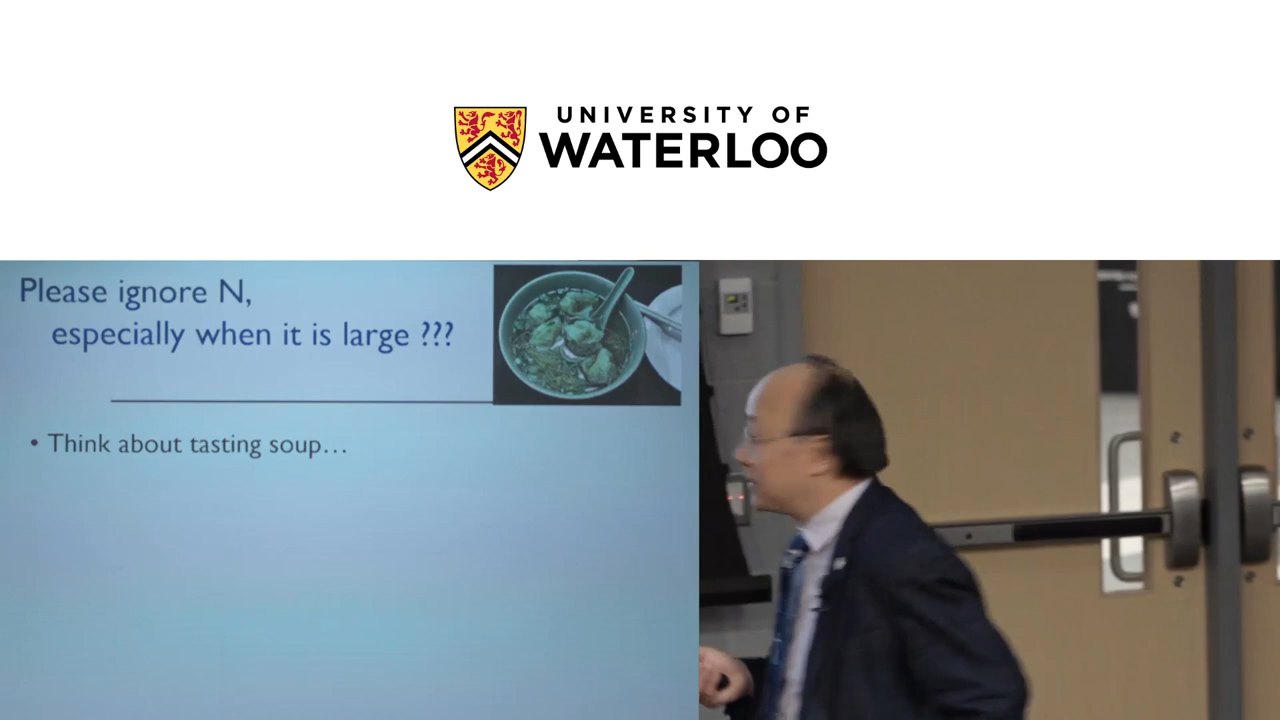 UNIVERSITY OF
WATERLOO
Please ignore N,
especially when it is large ???
• Think about tasting soup…